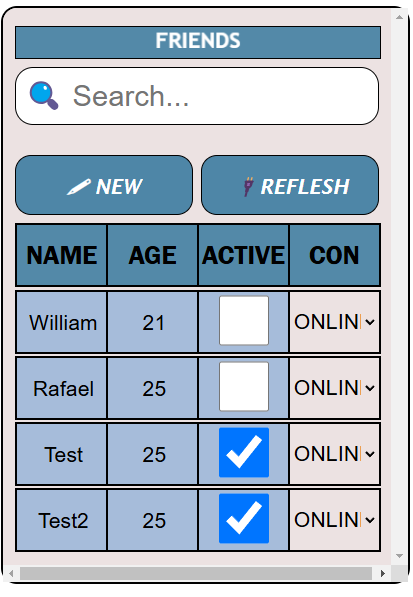 FRIENDS
Search...
NEW REFLESH
NAME AGE ACTIVE CON
William 21 ONLIN
Rafael 25 ONLIN
Test 25 ONLIN
Test2 25 ONLIN